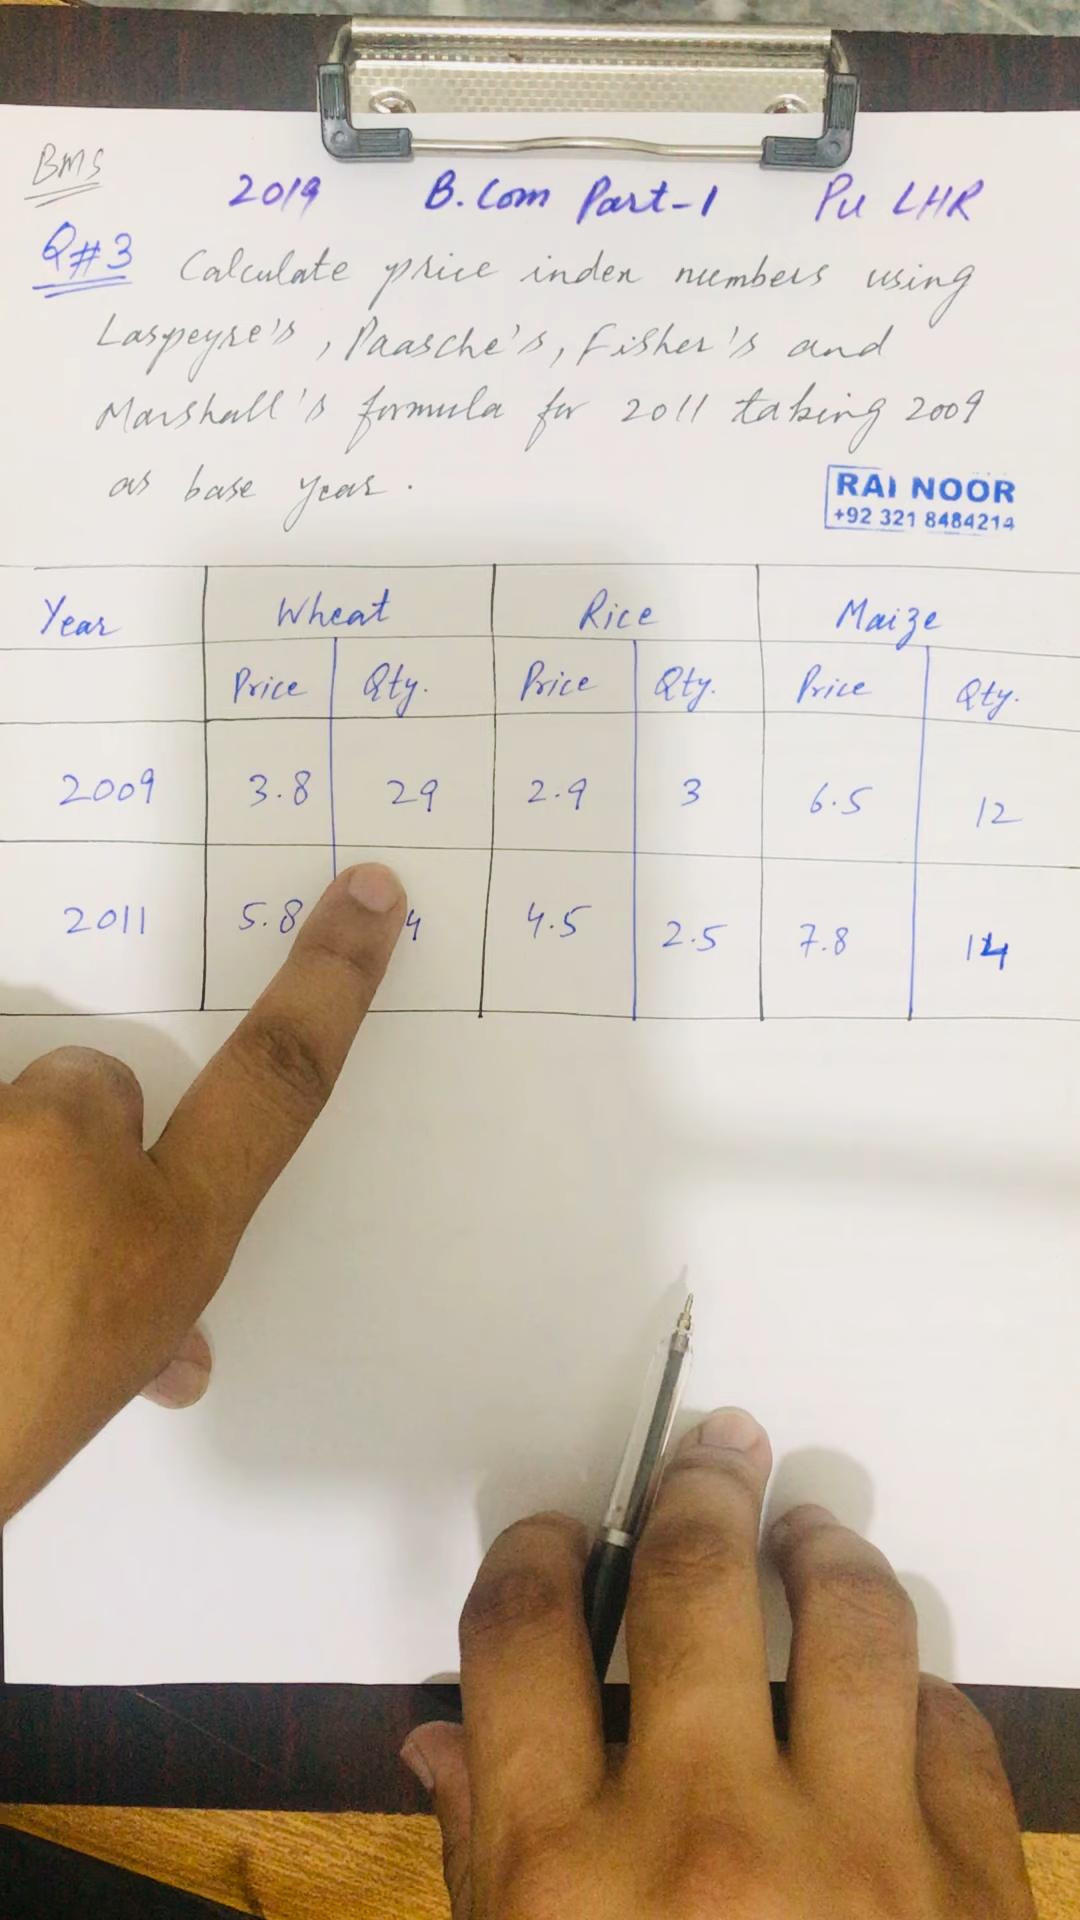 BMS
2019 B.Com Part-1 PU LHR
Q#3 Calculate price index numbers using
Laspeyre's, Paasche's, Fisher's and
Marshall's formula for 2011 taking 2009
as base year.
RAI NOOR
+92 321 8484214
Year Wheat Rice Maize
Price Qty. Price Qty. Price Qty.
2009 3.8 29 2.9 3 6.5 12
2011 5.8 4 4.5 2.5 7.8 14